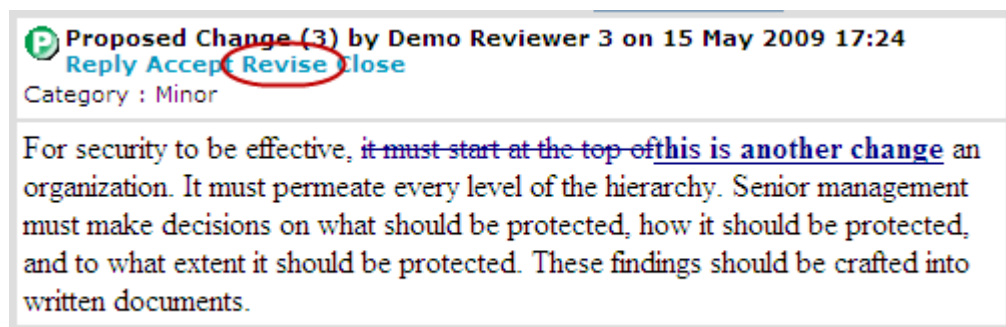 P Proposed Change (3) by Demo Reviewer 3 on 15 May 2009 17:24
Reply Accept Revise Close
Category : Minor
For security to be effective, it must start at the top ofthis is another change an
organization. It must permeate every level of the hierarchy. Senior management
must make decisions on what should be protected, how it should be protected,
and to what extent it should be protected. These findings should be crafted into
written documents.